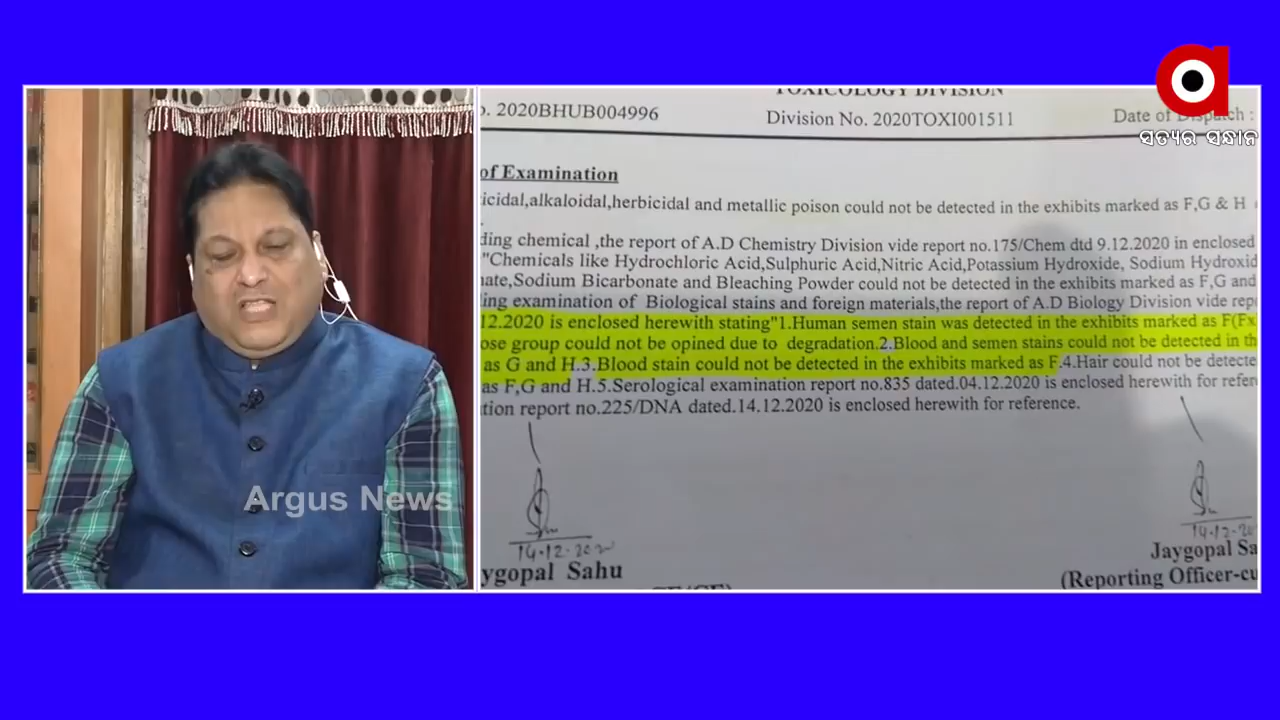 TOXICOLOGY DIVISION
o. 2020BHUB004996
Division No. 2020TOXI001511
Date of Dispatch :
ସତ୍ୟର ସନ୍ଧାନ
of Examination
icidal,alkaloidal,herbicidal and metallic poison could not be detected in the exhibits marked as F,G & H
ding chemical ,the report of A.D Chemistry Division vide report no.175/Chem dtd 9.12.2020 in enclosed
"Chemicals like Hydrochloric Acid,Sulphuric Acid,Nitric Acid,Potassium Hydroxide, Sodium Hydroxid
nate,Sodium Bicarbonate and Bleaching Powder could not be detected in the exhibits marked as F,G and
ling examination of Biological stains and foreign materials,the report of A.D Biology Division vide rep
12.2020 is enclosed herewith stating"1.Human semen stain was detected in the exhibits marked as F(Fx
ose group could not be opined due to degradation.2.Blood and semen stains could not be detected in th
as G and H.3.Blood stain could not be detected in the exhibits marked as F.4.Hair could not be detecte
as F,G and H.5.Serological examination report no.835 dated.04.12.2020 is enclosed herewith for refer
tion report no.225/DNA dated.14.12.2020 is enclosed herewith for reference.
14.12.202
14.12.20
ygopal Sahu
Jaygopal Sa
(Reporting Officer-cu
Argus News